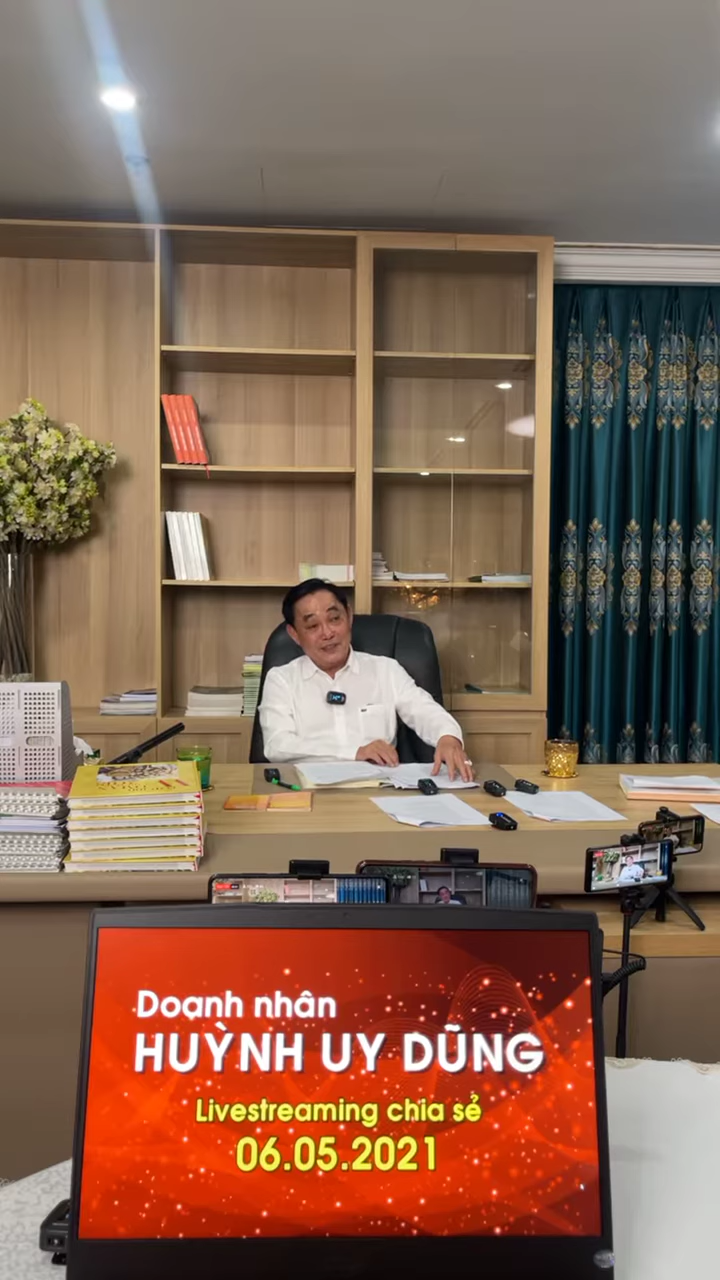 Doanh nhân
HUỲNH UY DŨNG
Livestreaming chia sẻ
06.05.2021